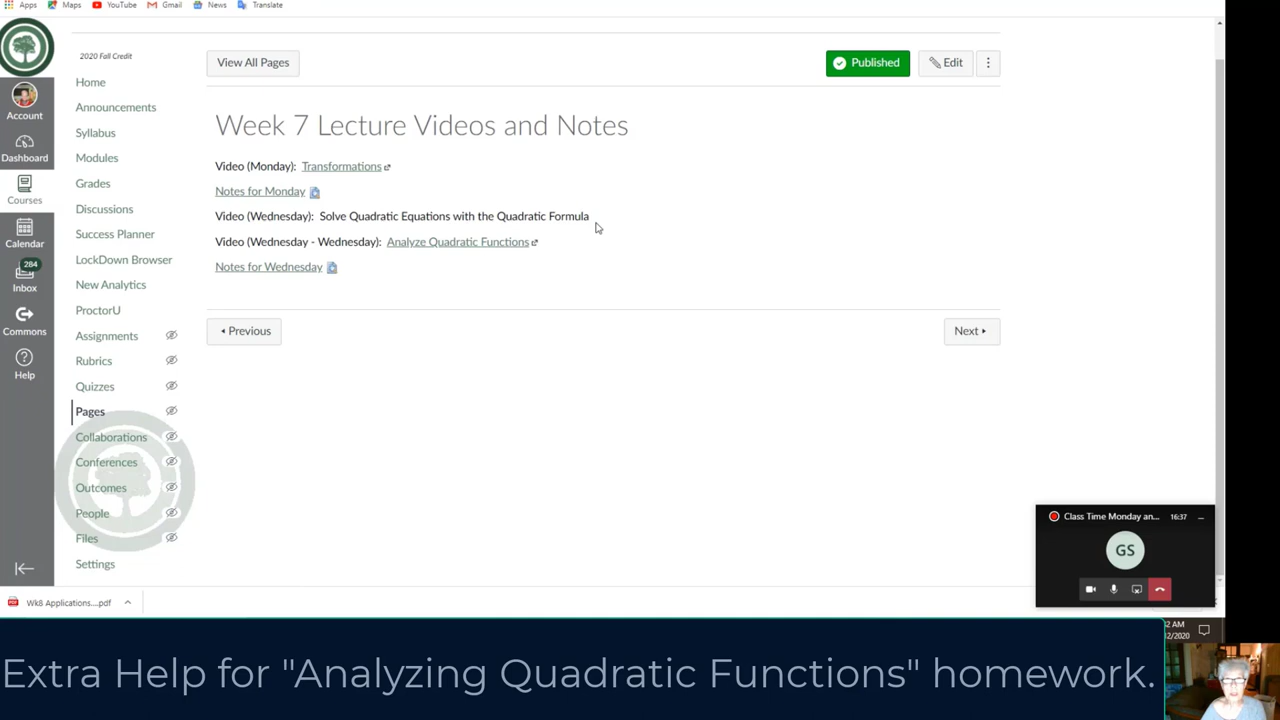 Apps Maps YouTube Gmail News Translate
2020 Fall Credit
Home
Announcements
Syllabus
Modules
Grades
Discussions
Success Planner
LockDown Browser
New Analytics
ProctorU
Assignments
Rubrics
Quizzes
Pages
Collaborations
Conferences
Outcomes
People
Files
Settings
Account
Dashboard
Courses
Calendar
284
Inbox
Commons
Help
View All Pages
Published
Edit
Week 7 Lecture Videos and Notes
Video (Monday): Transformations
Notes for Monday
Video (Wednesday): Solve Quadratic Equations with the Quadratic Formula
Video (Wednesday - Wednesday): Analyze Quadratic Functions
Notes for Wednesday
Previous
Next
Class Time Monday an... 16:37
GS
Wk8 Applications....pdf
32 AM
12/2020
Extra Help for "Analyzing Quadratic Functions" homework.